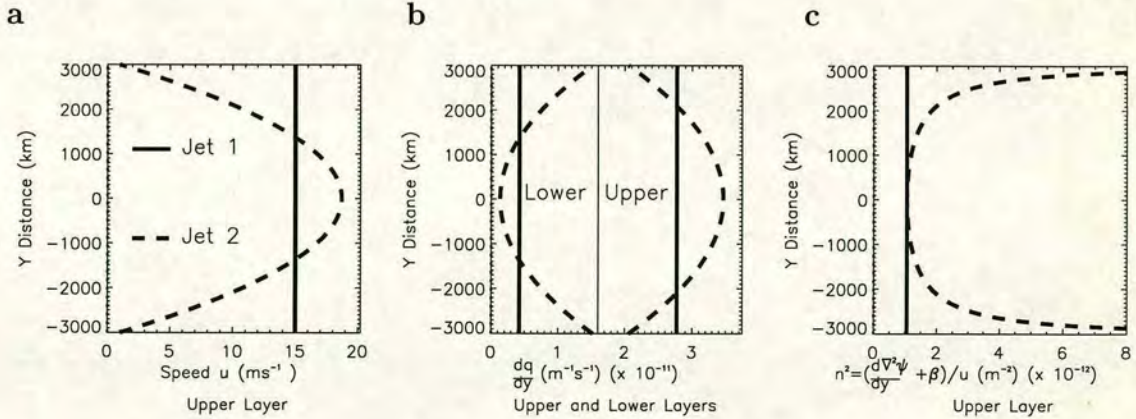 a
3000
2000
1000
0
−1000
−2000
−3000
Y Distance (km)
Jet 1
Jet 2
0 5 10 15 20
Speed u (ms⁻¹ )
Upper Layer
b
3000
2000
1000
0
−1000
−2000
−3000
Y Distance (km)
Lower Upper
0 1 2 3
dq/dy (m⁻¹s⁻¹) (x 10⁻¹¹)
Upper and Lower Layers
c
3000
2000
1000
0
−1000
−2000
−3000
Y Distance (km)
0 2 4 6 8
n²=(d∇²ψ/dy +β)/u (m⁻²) (x 10⁻¹²)
Upper Layer